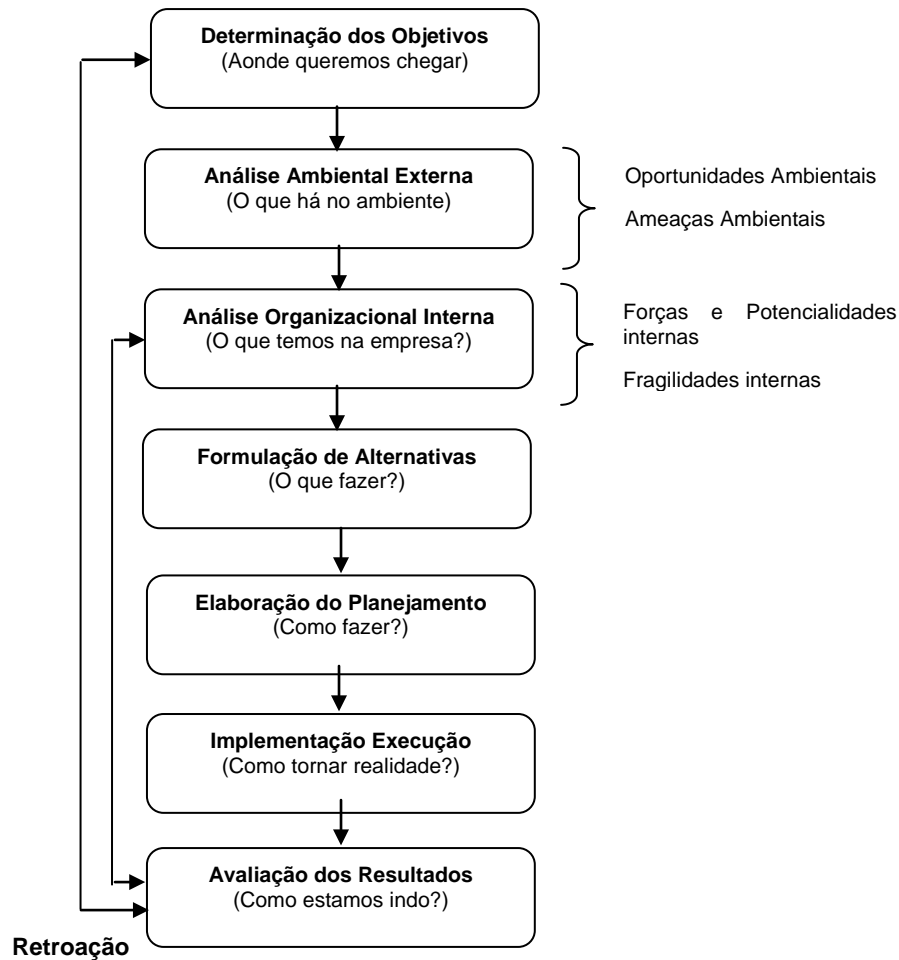 Determinação dos Objetivos
(Aonde queremos chegar)
Análise Ambiental Externa
(O que há no ambiente)
Oportunidades Ambientais
Ameaças Ambientais
Análise Organizacional Interna
(O que temos na empresa?)
Forças e Potencialidades
internas
Fragilidades internas
Formulação de Alternativas
(O que fazer?)
Elaboração do Planejamento
(Como fazer?)
Implementação Execução
(Como tornar realidade?)
Avaliação dos Resultados
(Como estamos indo?)
Retroação